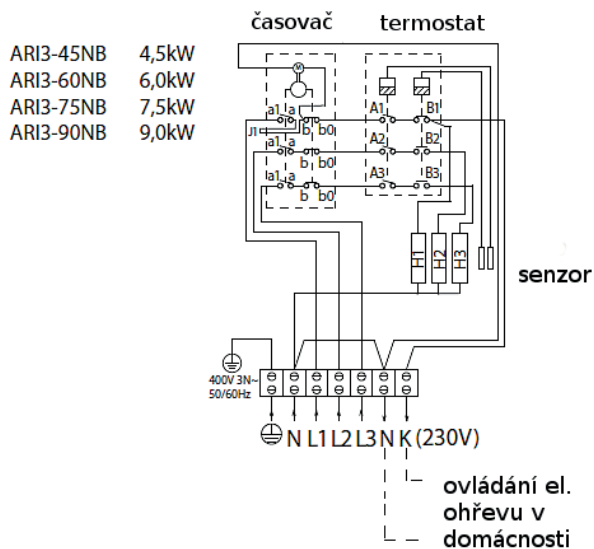 časovač
termostat
ARI3-45NB 4,5kW
ARI3-60NB 6,0kW
ARI3-75NB 7,5kW
ARI3-90NB 9,0kW
M
a1 a b b0 A1 B1
J1
a1 a b b0 A2 B2
a1 a b b0 A3 B3
H1 H2 H3
senzor
400V 3N~
50/60Hz
N L1 L2 L3 N K (230V)
ovládání el.
ohřevu v
domácnosti